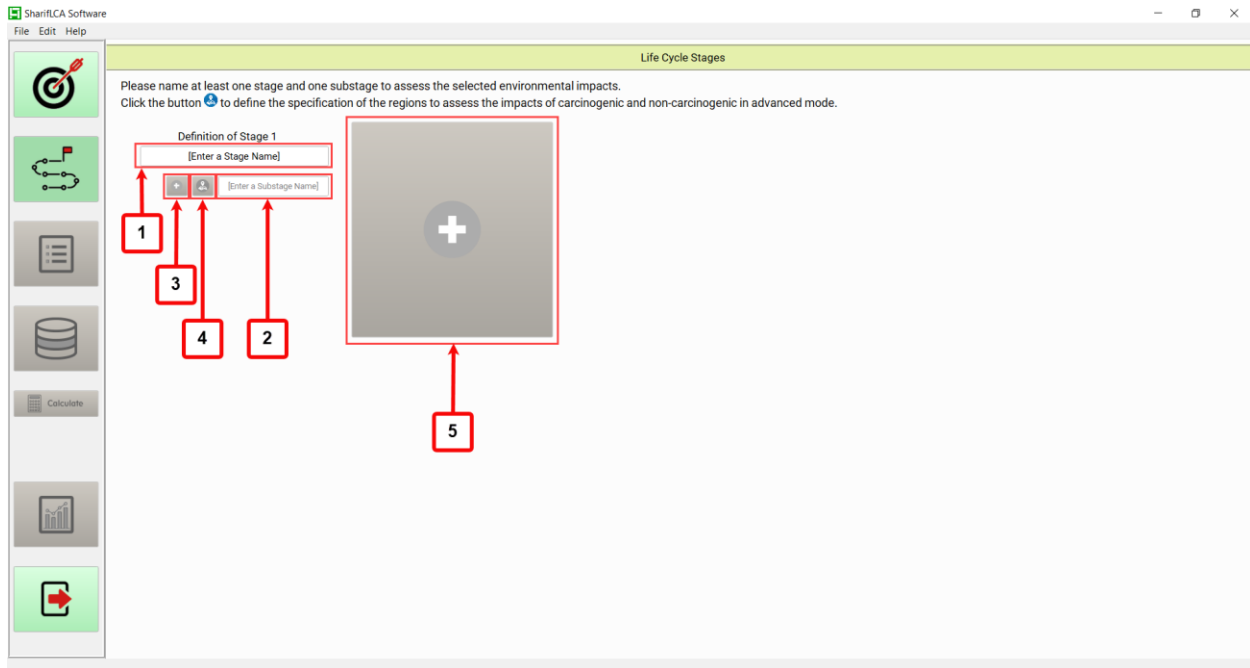 SharifLCA Software
File Edit Help
Life Cycle Stages
Please name at least one stage and one substage to assess the selected environmental impacts.
Click the button to define the specification of the regions to assess the impacts of carcinogenic and non-carcinogenic in advanced mode.
Definition of Stage 1
[Enter a Stage Name]
[Enter a Substage Name]
1
3
4
2
5
Calculate